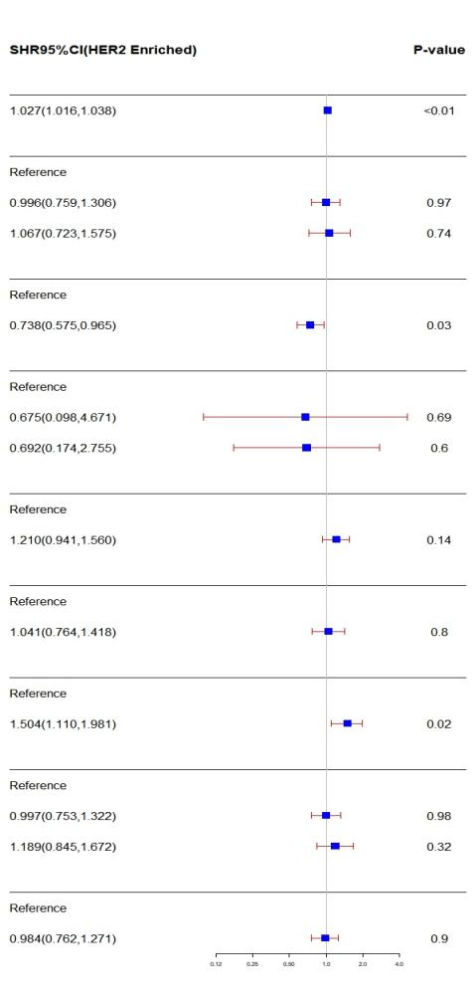 SHR95%CI(HER2 Enriched) P-value
1.027(1.016,1.038) <0.01
Reference
0.996(0.759,1.306) 0.97
1.067(0.723,1.575) 0.74
Reference
0.738(0.575,0.965) 0.03
Reference
0.675(0.098,4.671) 0.69
0.692(0.174,2.755) 0.6
Reference
1.210(0.941,1.560) 0.14
Reference
1.041(0.764,1.418) 0.8
Reference
1.504(1.110,1.981) 0.02
Reference
0.997(0.753,1.322) 0.98
1.189(0.845,1.672) 0.32
Reference
0.984(0.762,1.271) 0.9
0.12 0.25 0.50 1.0 2.0 4.0